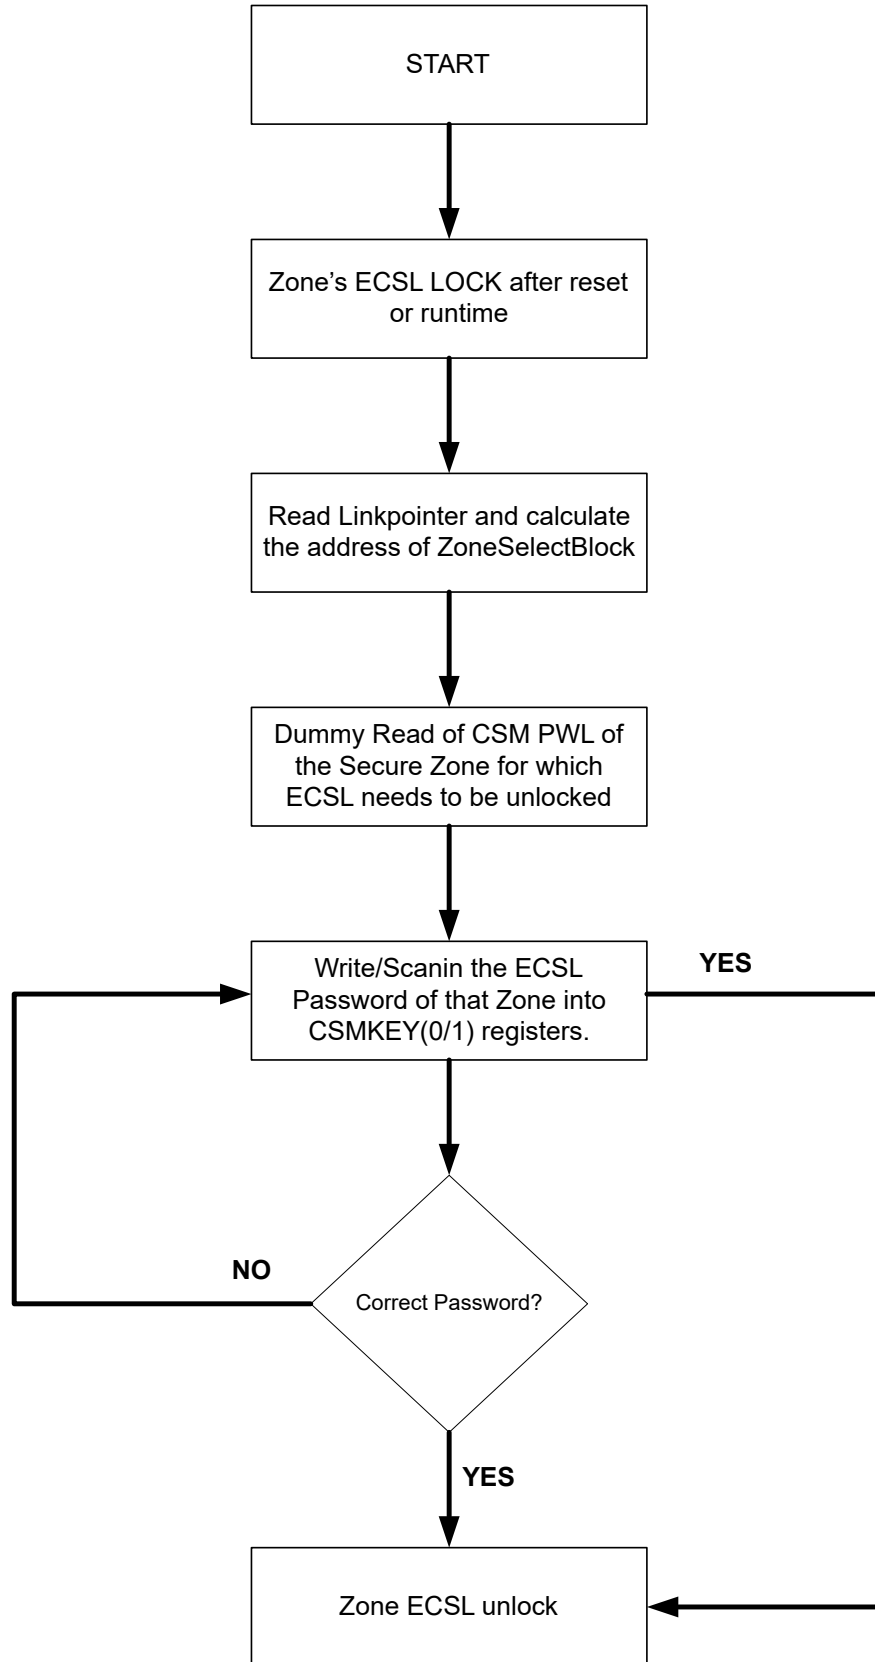 START
Zone’s ECSL LOCK after reset
or runtime
Read Linkpointer and calculate
the address of ZoneSelectBlock
Dummy Read of CSM PWL of
the Secure Zone for which
ECSL needs to be unlocked
Write/Scanin the ECSL
Password of that Zone into
CSMKEY(0/1) registers.
YES
NO
Correct Password?
YES
Zone ECSL unlock